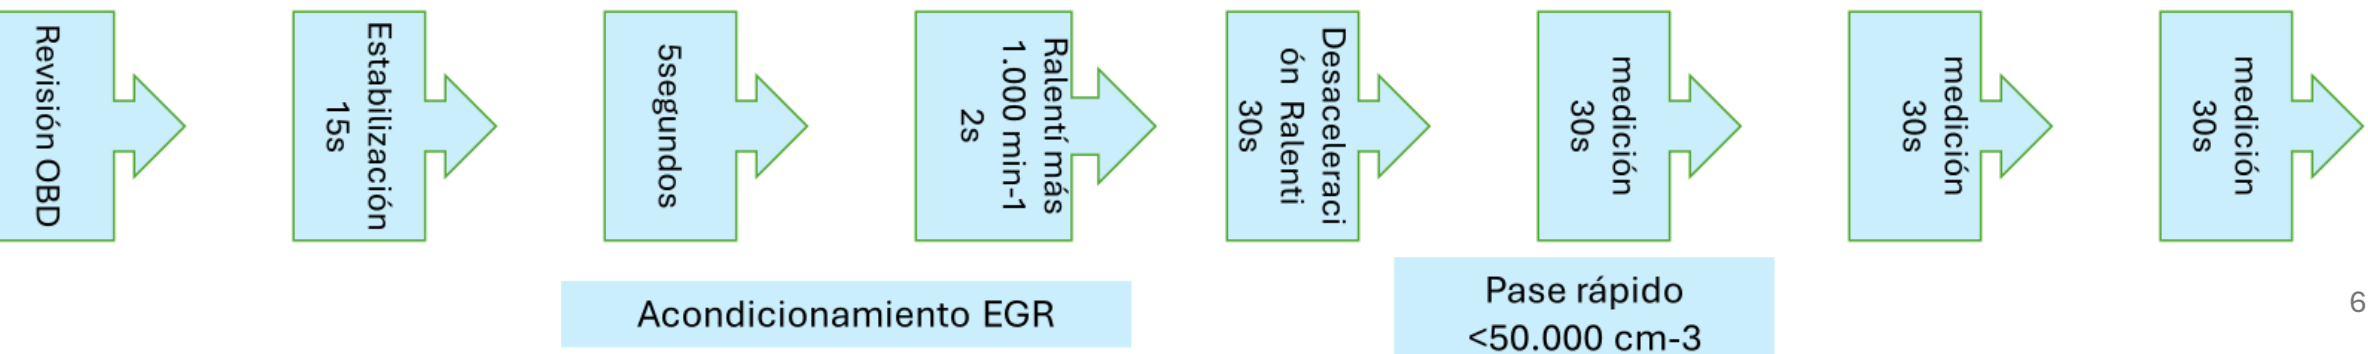 Revisión OBD
Estabilización
15s
5segundos
Ralentí más
1.000 min-1
2s
Desaceleraci
ón Ralenti
30s
medición
30s
medición
30s
medición
30s
Acondicionamiento EGR
Pase rápido
<50.000 cm-3
6